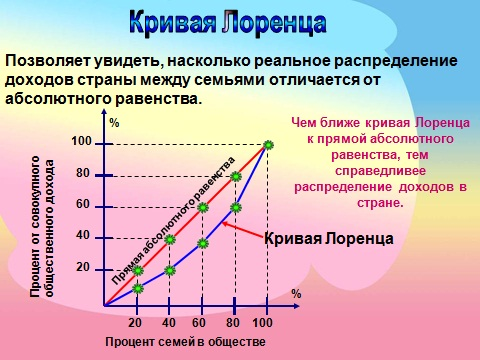 Кривая Лоренца
Позволяет увидеть, насколько реальное распределение
доходов страны между семьями отличается от
абсолютного равенства.
Чем ближе кривая Лоренца
к прямой абсолютного
равенства, тем
справедливее
распределение доходов в
стране.
%
100
80
60
40
20
Процент от совокупного
общественного дохода
Прямая абсолютного равенства
Кривая Лоренца
%
20 40 60 80 100
Процент семей в обществе